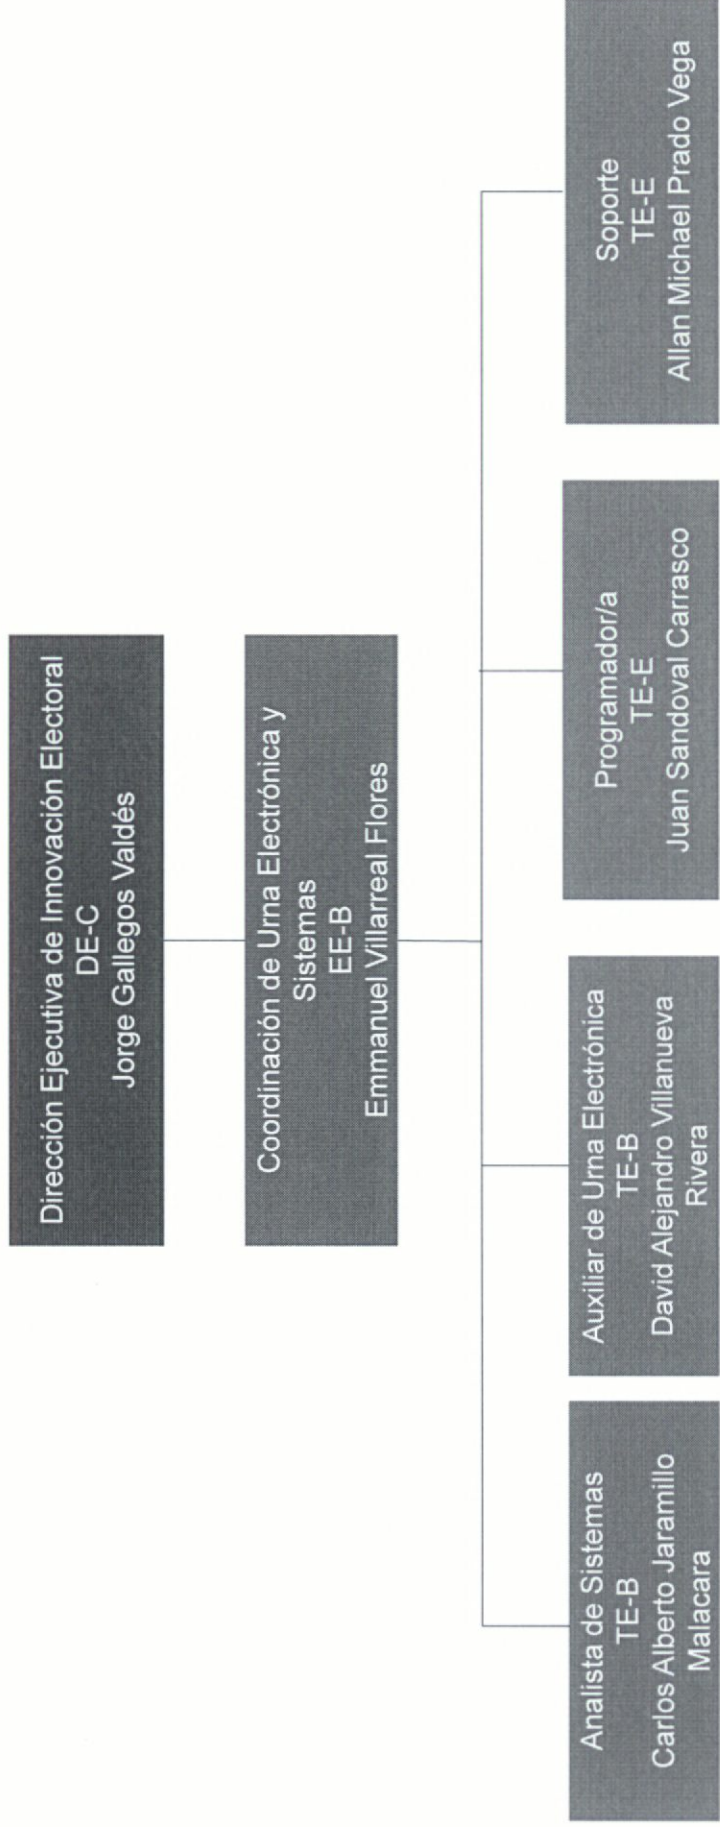 Dirección Ejecutiva de Innovación Electoral
DE-C
Jorge Gallegos Valdés
Coordinación de Urna Electrónica y
Sistemas
EE-B
Emmanuel Villarreal Flores
Analista de Sistemas
TE-B
Carlos Alberto Jaramillo
Malacara
Auxiliar de Urna Electrónica
TE-B
David Alejandro Villanueva
Rivera
Programador/a
TE-E
Juan Sandoval Carrasco
Soporte
TE-E
Allan Michael Prado Vega